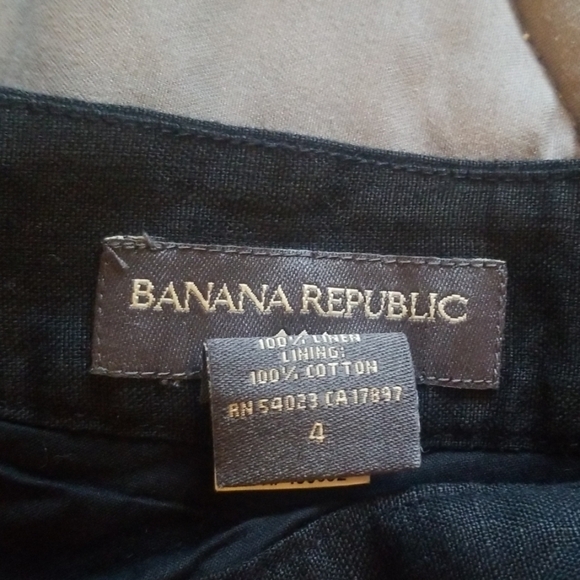 BANANA REPUBLIC
100% LINEN
LINING:
100% COTTON
RN 54023 CA 17897
4